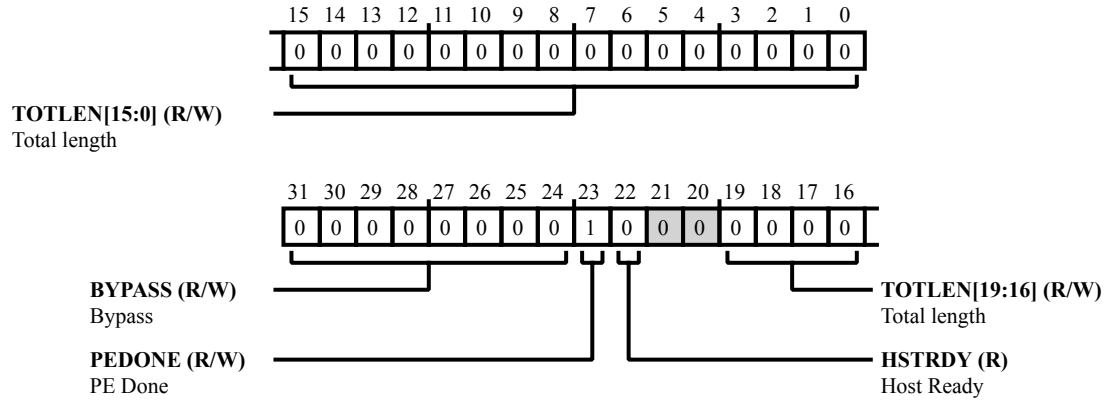 15 14 13 12 11 10 9 8 7 6 5 4 3 2 1 0
0 0 0 0 0 0 0 0 0 0 0 0 0 0 0 0
TOTLEN[15:0] (R/W)
Total length
31 30 29 28 27 26 25 24 23 22 21 20 19 18 17 16
0 0 0 0 0 0 0 0 1 0 0 0 0 0 0 0
BYPASS (R/W)
Bypass
TOTLEN[19:16] (R/W)
Total length
PEDONE (R/W)
PE Done
HSTRDY (R)
Host Ready